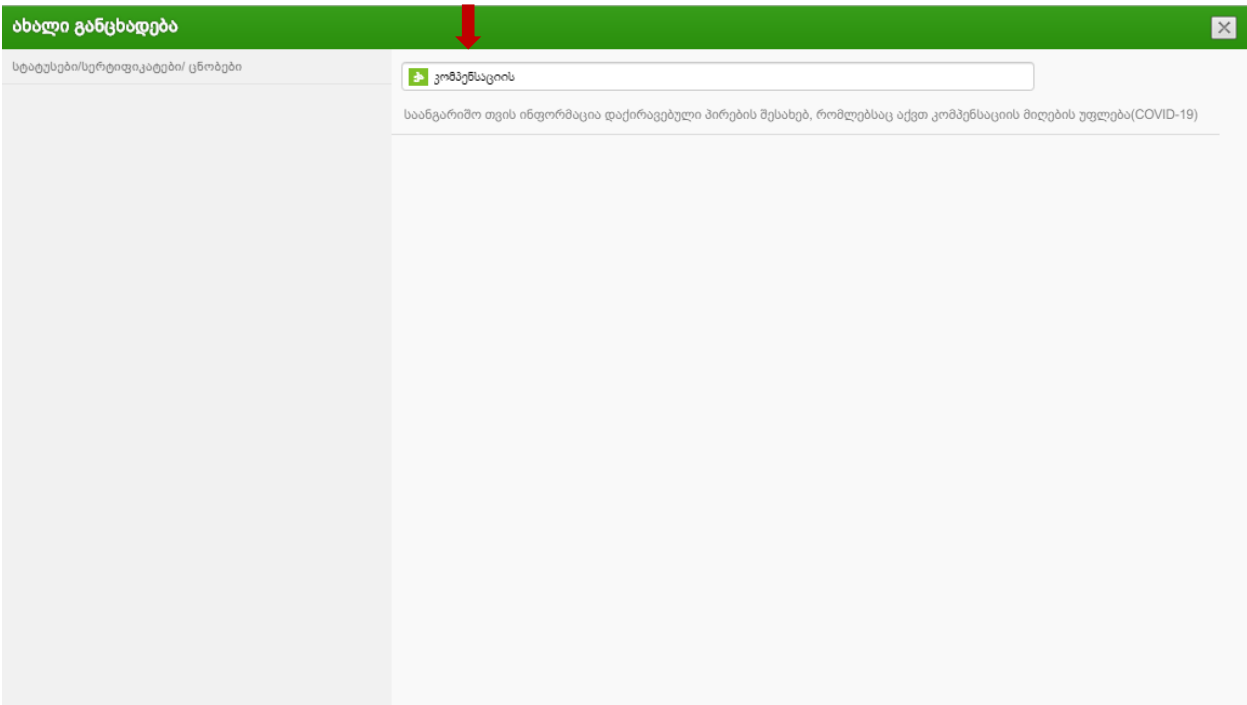 ახალი განცხადება
სტატუსები/სერტიფიკატები/ ცნობები
კომპენსაციის
საანგარიშო თვის ინფორმაცია დაქირავებული პირების შესახებ, რომლებსაც აქვთ კომპენსაციის მიღების უფლება(COVID-19)